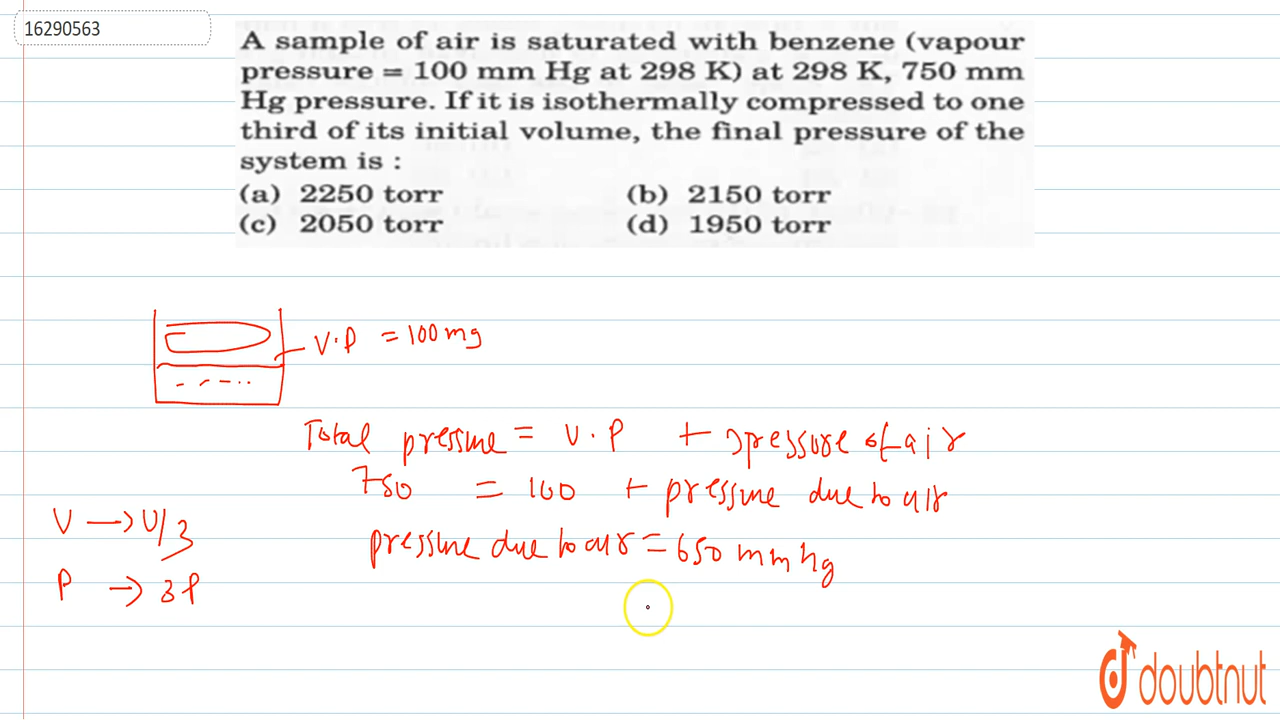 16290563
A sample of air is saturated with benzene (vapour
pressure = 100 mm Hg at 298 K) at 298 K, 750 mm
Hg pressure. If it is isothermally compressed to one
third of its initial volume, the final pressure of the
system is :
(a) 2250 torr (b) 2150 torr
(c) 2050 torr (d) 1950 torr
V.P = 100 mg
Total pressure = V.P + pressure of air
750 = 100 + pressure due to air
V → V/3
pressure due to air = 650 mm hg
P → 3P
doubtnut